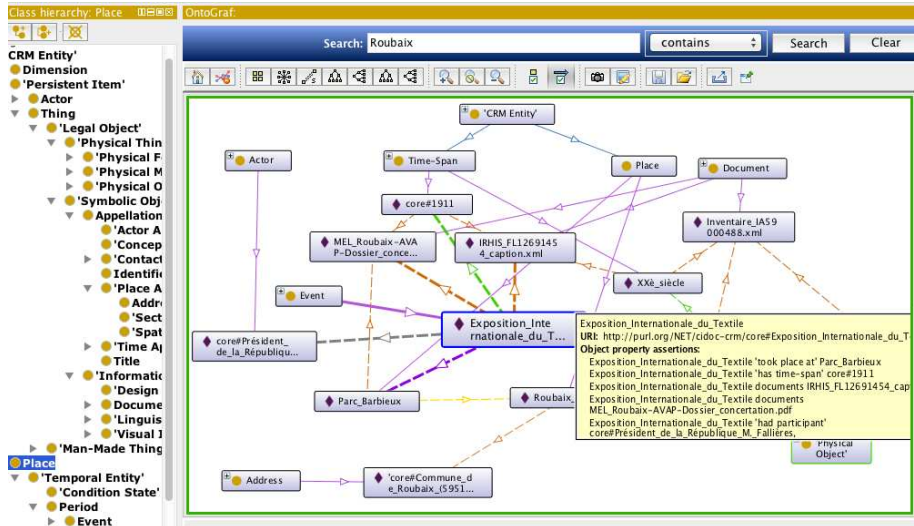 Class hierarchy: Place
OntoGraf:
Search: Roubaix
contains
Search
Clear
CRM Entity'
Dimension
'Persistent Item'
Actor
Thing
'Legal Object'
'Physical Thin
'Physical F
'Physical M
'Physical O
'Symbolic Obj
Appellation
'Actor A
'Concep
'Contact
Identifi
'Place A
Addre
'Sect
'Spat
'Time Ap
Title
'Informatic
'Design
Docume
'Linguis
'Visual I
'Man-Made Thing
Place
'Temporal Entity'
'Condition State'
Period
Event
'CRM Entity'
Actor
Time-Span
Place
Document
core#1911
Inventaire_IA59
000488.xml
MEL_Roubaix-AVA
P-Dossier_conce...
IRHIS_FL1269145
4_caption.xml
XXè_siècle
Event
Exposition_Inte
rnationale_du_T...
core#Président_
de_la_Républiqu...
Parc_Barbieux
Roubaix_
Address
'core#Commune_d
e_Roubaix_(5951...
'Physical
Object'
Exposition_Internationale_du_Textile
URI: http://purl.org/NET/cidoc-crm/core#Exposition_Internationale_du_T
Object property assertions:
Exposition_Internationale_du_Textile 'took place at' Parc_Barbieux
Exposition_Internationale_du_Textile 'has time-span' core#1911
Exposition_Internationale_du_Textile documents IRHIS_FL12691454_cap
Exposition_Internationale_du_Textile documents
MEL_Roubaix-AVAP-Dossier_concertation.pdf
Exposition_Internationale_du_Textile 'had participant'
core#Président_de_la_République_M._Fallières,